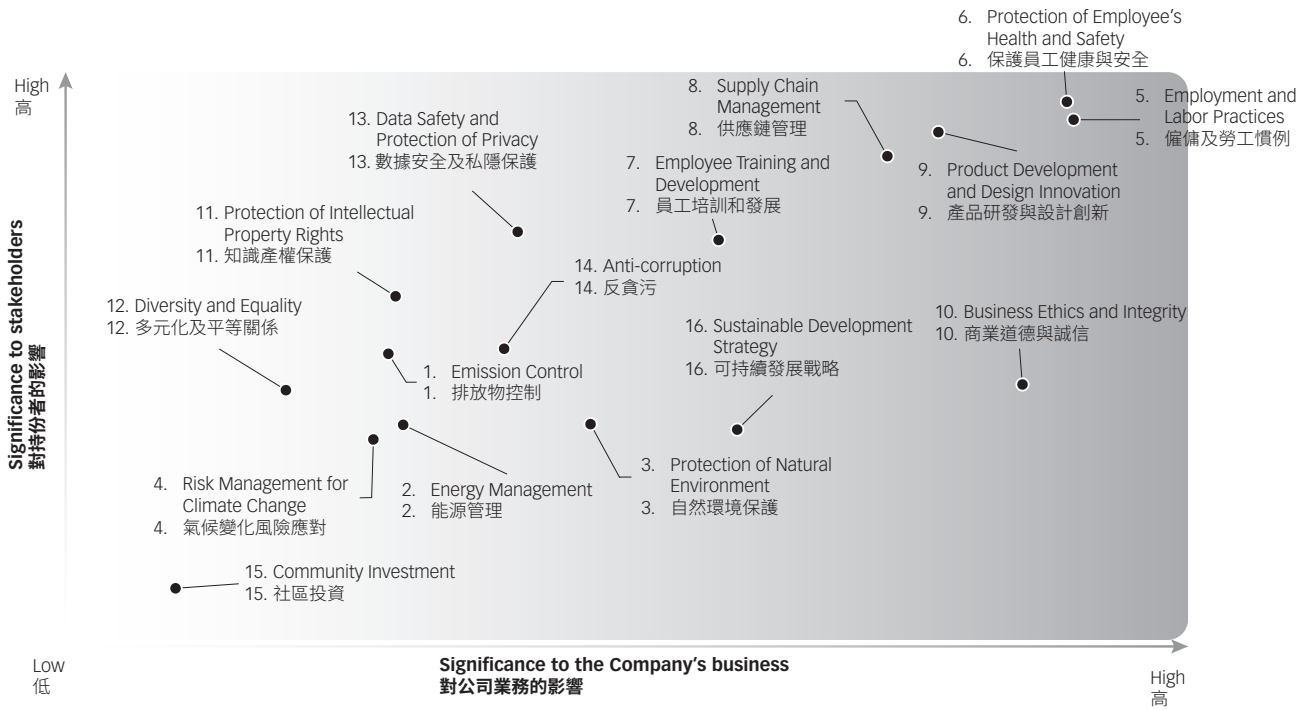 6. Protection of Employee's
Health and Safety
6. 保護員工健康與安全
High
高
8. Supply Chain
Management
8. 供應鏈管理
5. Employment and
Labor Practices
5. 僱傭及勞工慣例
13. Data Safety and
Protection of Privacy
13. 數據安全及私隱保護
7. Employee Training and
Development
7. 員工培訓和發展
9. Product Development
and Design Innovation
9. 產品研發與設計創新
11. Protection of Intellectual
Property Rights
11. 知識產權保護
14. Anti-corruption
14. 反貪污
12. Diversity and Equality
12. 多元化及平等關係
16. Sustainable Development
Strategy
16. 可持續發展戰略
10. Business Ethics and Integrity
10. 商業道德與誠信
1. Emission Control
1. 排放物控制
Significance to stakeholders
對持份者的影響
4. Risk Management for
Climate Change
4. 氣候變化風險應對
2. Energy Management
2. 能源管理
3. Protection of Natural
Environment
3. 自然環境保護
15. Community Investment
15. 社區投資
Low
低
Significance to the Company's business
對公司業務的影響
High
高